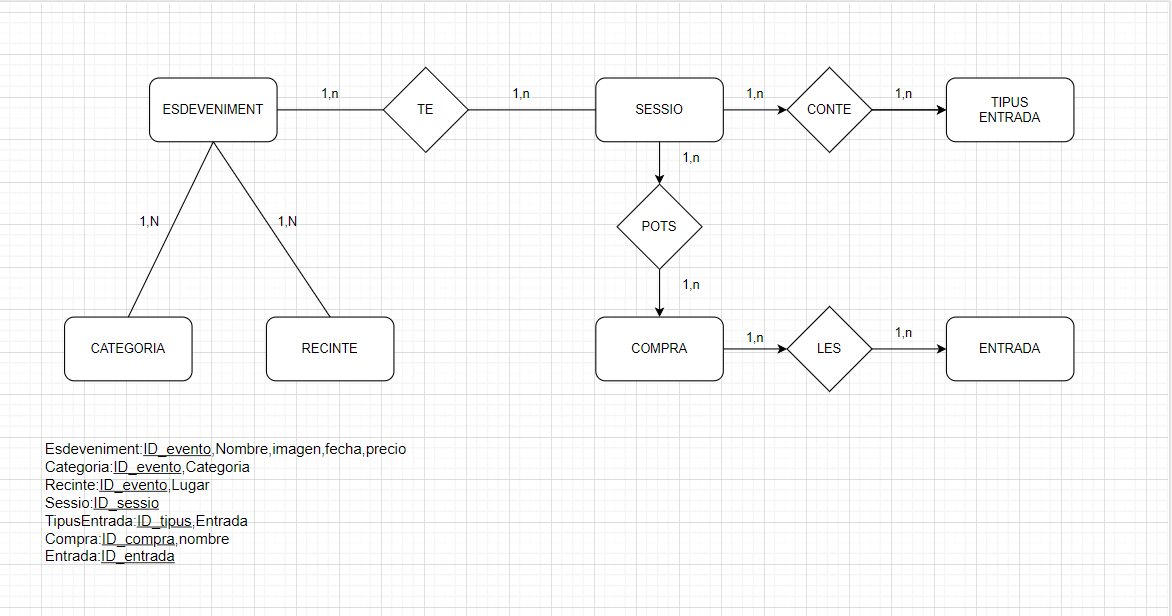 1,n
1,n
1,n
1,n
ESDEVENIMENT
TE
SESSIO
CONTE
TIPUS
ENTRADA
1,n
1,N
1,N
POTS
1,n
1,n
1,n
CATEGORIA
RECINTE
COMPRA
LES
ENTRADA
Esdeveniment:ID_evento,Nombre,imagen,fecha,precio
Categoria:ID_evento,Categoria
Recinte:ID_evento,Lugar
Sessio:ID_sessio
TipusEntrada:ID_tipus,Entrada
Compra:ID_compra,nombre
Entrada:ID_entrada